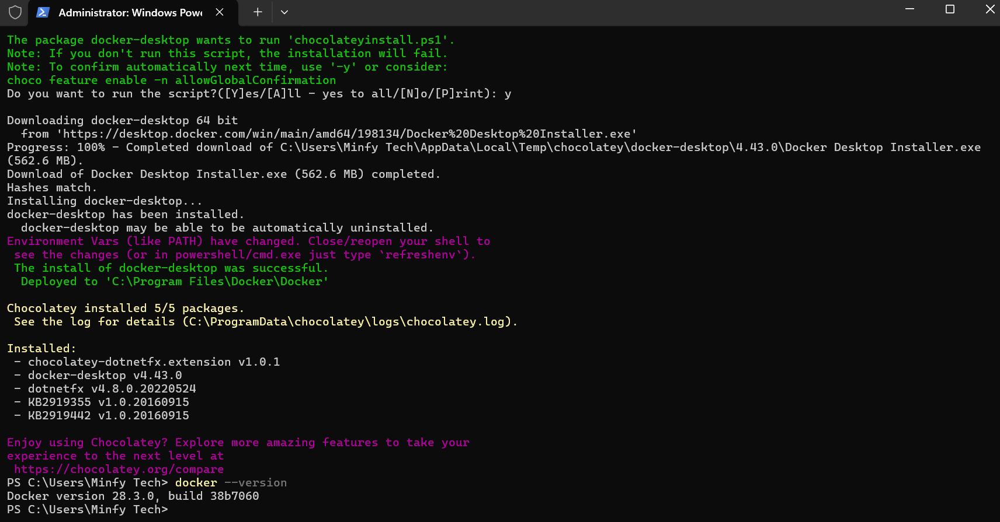 Administrator: Windows Powe
The package docker-desktop wants to run 'chocolateyinstall.ps1'.
Note: If you don't run this script, the installation will fail.
Note: To confirm automatically next time, use '-y' or consider:
choco feature enable -n allowGlobalConfirmation
Do you want to run the script?([Y]es/[A]ll - yes to all/[N]o/[P]rint): y
Downloading docker-desktop 64 bit
from 'https://desktop.docker.com/win/main/amd64/198134/Docker%20Desktop%20Installer.exe'
Progress: 100% - Completed download of C:\Users\Minfy Tech\AppData\Local\Temp\chocolatey\docker-desktop\4.43.0\Docker Desktop Installer.exe
(562.6 MB).
Download of Docker Desktop Installer.exe (562.6 MB) completed.
Hashes match.
Installing docker-desktop...
docker-desktop has been installed.
docker-desktop may be able to be automatically uninstalled.
Environment Vars (like PATH) have changed. Close/reopen your shell to
see the changes (or in powershell/cmd.exe just type `refreshenv`).
The install of docker-desktop was successful.
Deployed to 'C:\Program Files\Docker\Docker'
Chocolatey installed 5/5 packages.
See the log for details (C:\ProgramData\chocolatey\logs\chocolatey.log).
Installed:
- chocolatey-dotnetfx.extension v1.0.1
- docker-desktop v4.43.0
- dotnetfx v4.8.0.20220524
- KB2919355 v1.0.20160915
- KB2919442 v1.0.20160915
Enjoy using Chocolatey? Explore more amazing features to take your
experience to the next level at
https://chocolatey.org/compare
PS C:\Users\Minfy Tech> docker --version
Docker version 28.3.0, build 38b7060
PS C:\Users\Minfy Tech>